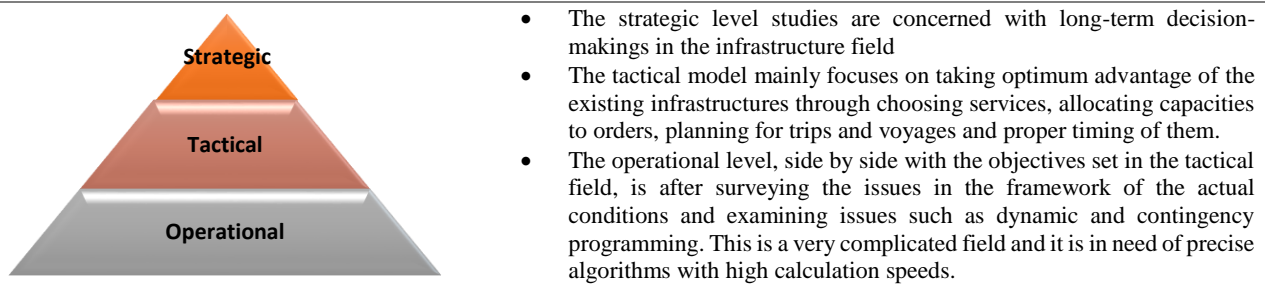 Strategic
Tactical
Operational
• The strategic level studies are concerned with long-term decision-
makings in the infrastructure field
• The tactical model mainly focuses on taking optimum advantage of the
existing infrastructures through choosing services, allocating capacities
to orders, planning for trips and voyages and proper timing of them.
• The operational level, side by side with the objectives set in the tactical
field, is after surveying the issues in the framework of the actual
conditions and examining issues such as dynamic and contingency
programming. This is a very complicated field and it is in need of precise
algorithms with high calculation speeds.